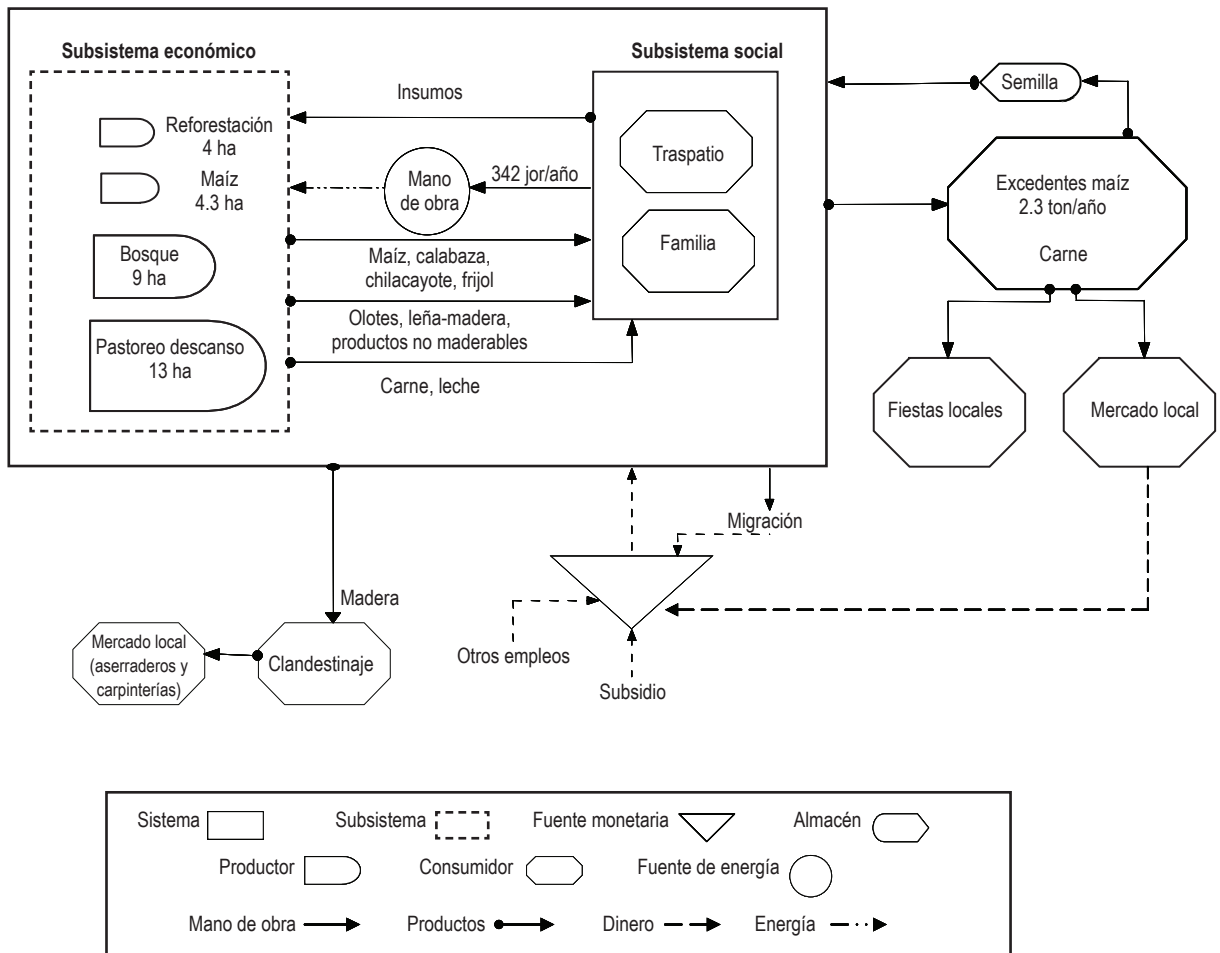 Subsistema económico
Subsistema social
Reforestación
4 ha
Maíz
4.3 ha
Bosque
9 ha
Pastoreo descanso
13 ha
Insumos
Mano
de obra
342 jor/año
Maíz, calabaza,
chilacayote, frijol
Olotes, leña-madera,
productos no maderables
Carne, leche
Traspatio
Familia
Semilla
Excedentes maíz
2.3 ton/año
Carne
Fiestas locales
Mercado local
Migración
Madera
Mercado local
(aserraderos y
carpinterías)
Clandestinaje
Otros empleos
Subsidio
Sistema
Subsistema
Fuente monetaria
Almacén
Productor
Consumidor
Fuente de energía
Mano de obra
Productos
Dinero
Energía